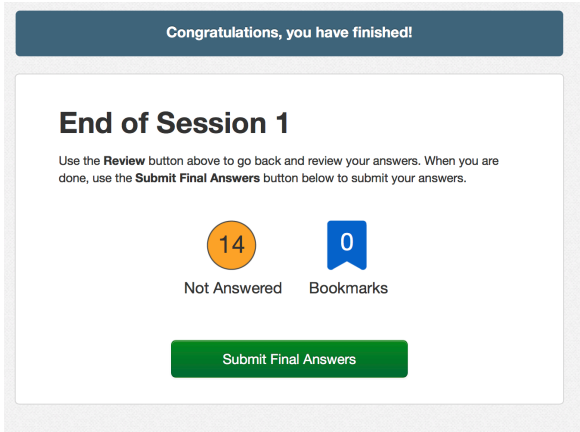 Congratulations, you have finished!
End of Session 1
Use the Review button above to go back and review your answers. When you are
done, use the Submit Final Answers button below to submit your answers.
14
0
Not Answered
Bookmarks
Submit Final Answers